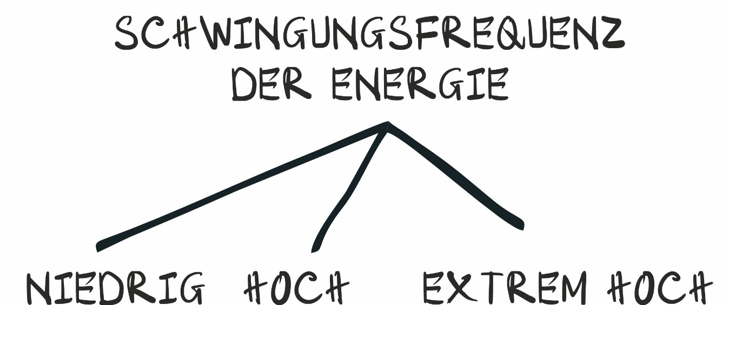 SCHWINGUNGSFREQUENZ
DER ENERGIE
NIEDRIG HOCH EXTREM HOCH